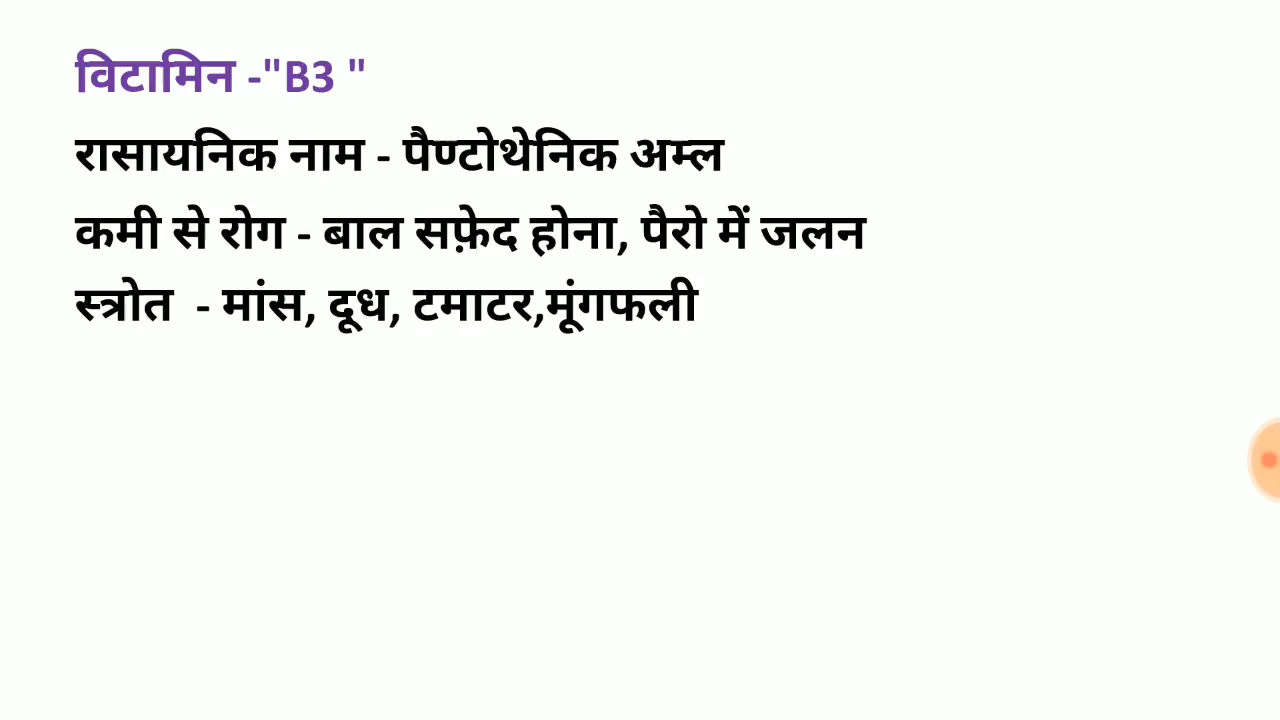 विटामिन -"B3 "
रासायनिक नाम - पैण्टोथेनिक अम्ल
कमी से रोग - बाल सफ़ेद होना, पैरो में जलन
स्त्रोत  - मांस, दूध, टमाटर,मूंगफली